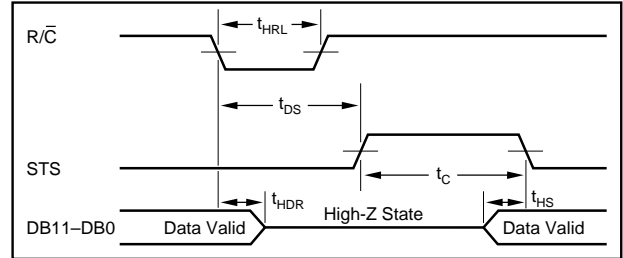 R/C̅
tHRL
tDS
STS
tC
tHDR
High-Z State
tHS
DB11–DB0
Data Valid
Data Valid